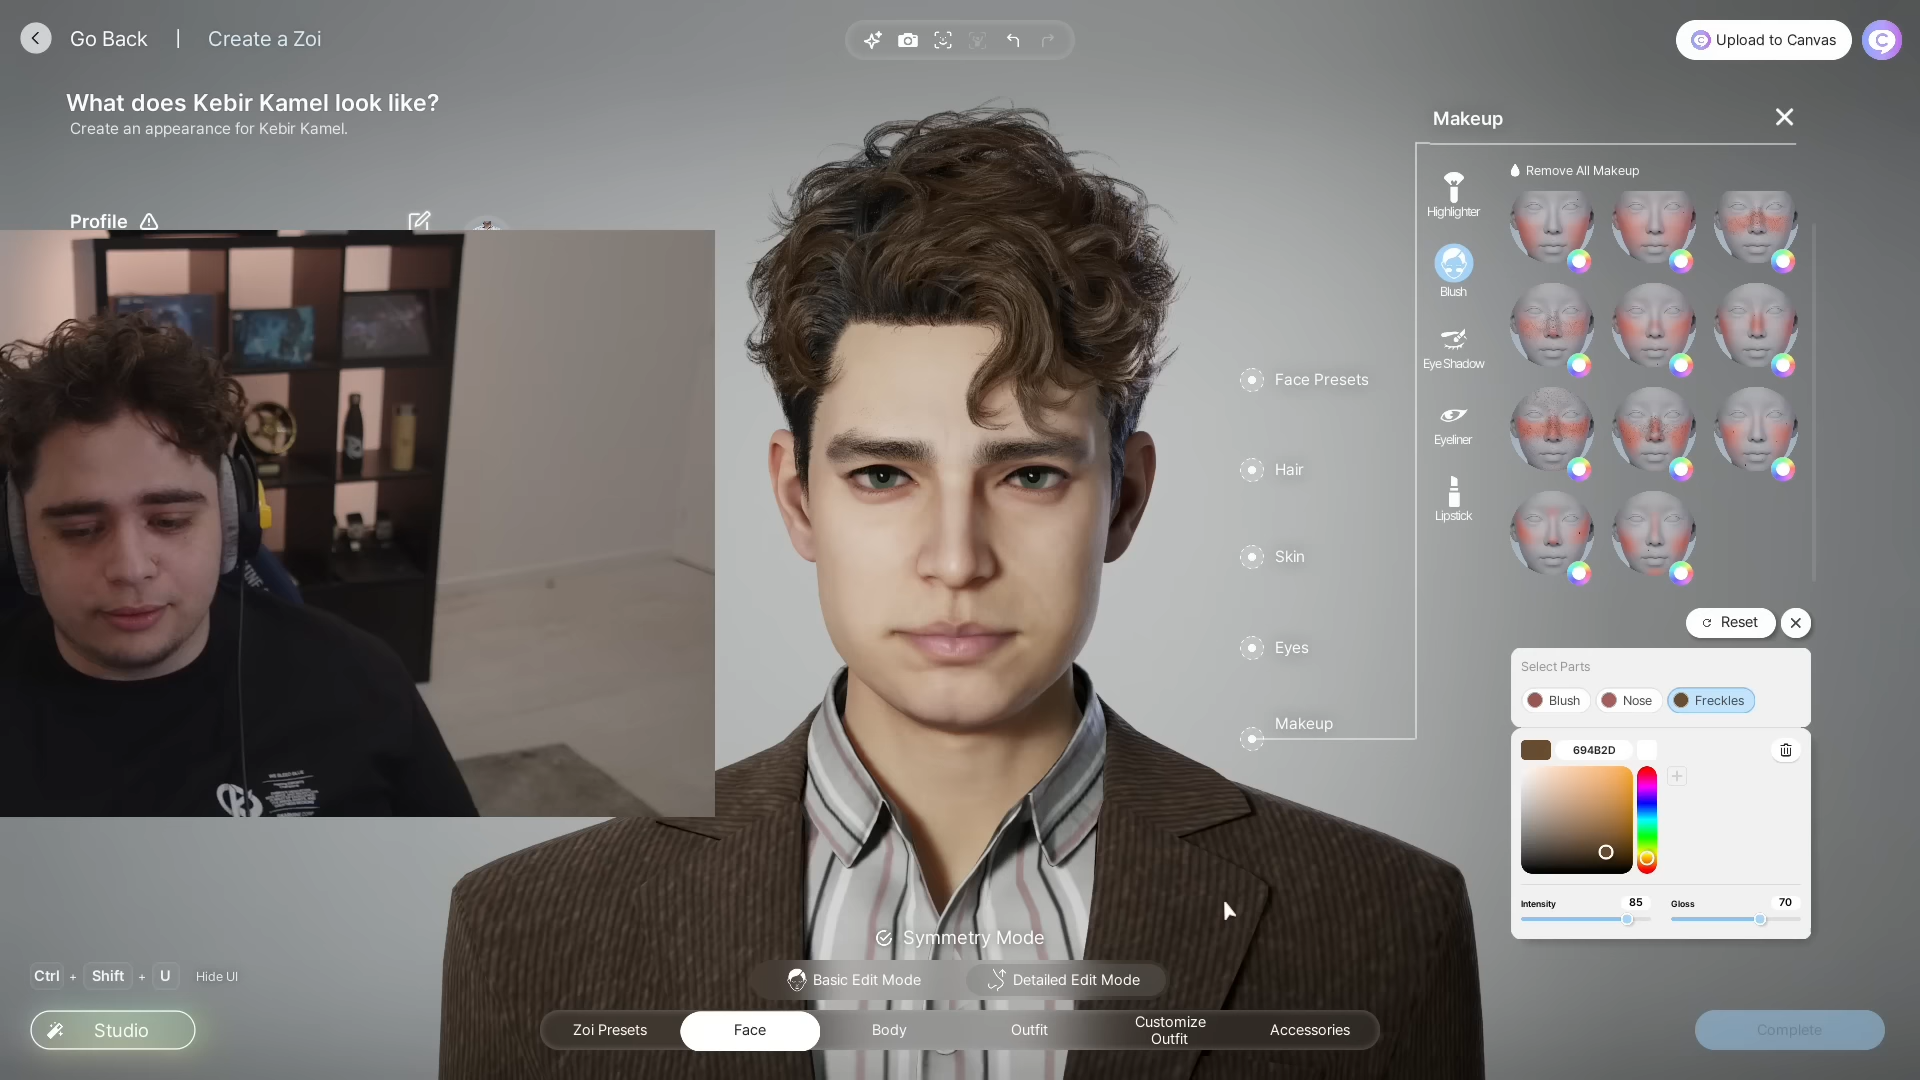 Go Back | Create a Zoi
Upload to Canvas
What does Kebir Kamel look like?
Create an appearance for Kebir Kamel.
Profile
Makeup
Remove All Makeup
Highlighter
Blush
Eye Shadow
Eyeliner
Lipstick
Face Presets
Hair
Skin
Eyes
Makeup
Reset
Select Parts
Blush
Nose
Freckles
694B2D
Intensity 85
Gloss 70
Symmetry Mode
Basic Edit Mode
Detailed Edit Mode
Ctrl + Shift + U Hide UI
Studio
Zoi Presets
Face
Body
Outfit
Customize
Outfit
Accessories
Complete